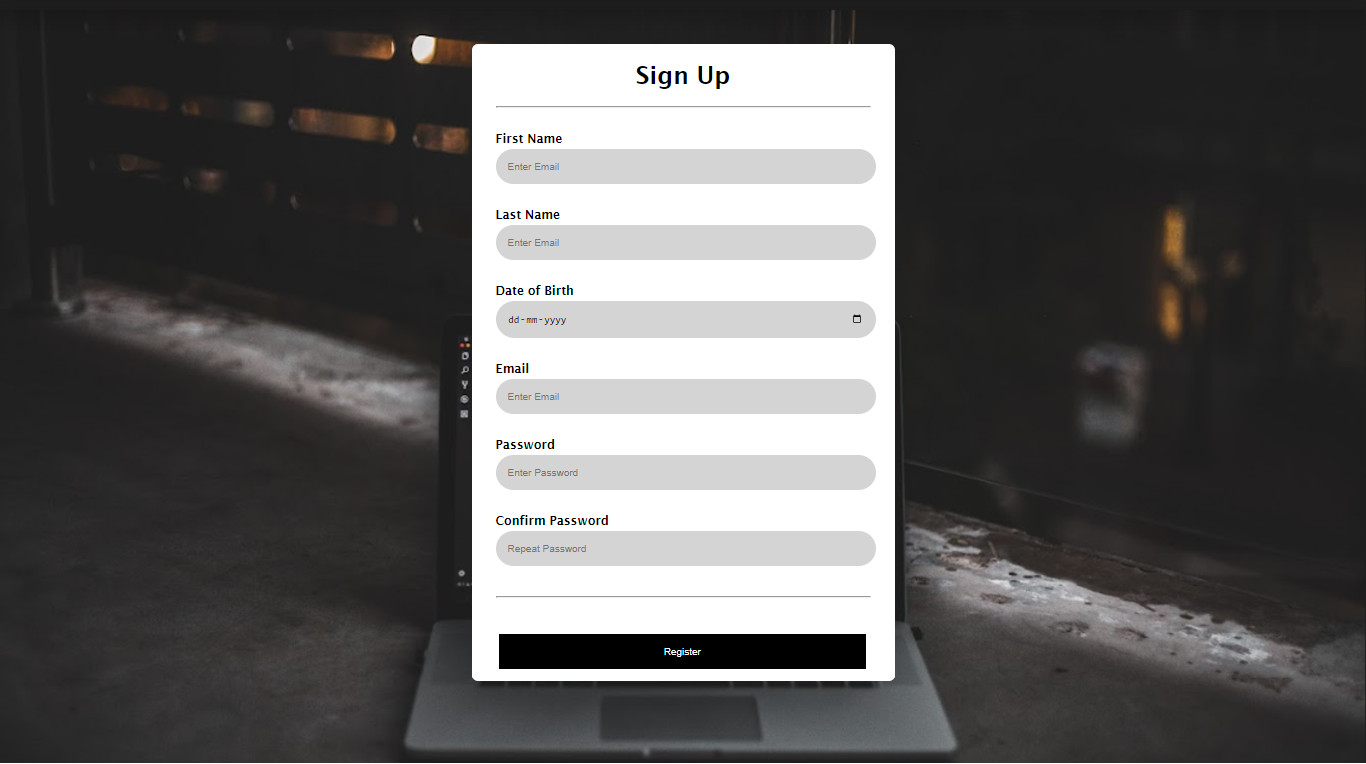 Sign Up
First Name
Enter Email
Last Name
Enter Email
Date of Birth
dd-mm-yyyy
Email
Enter Email
Password
Enter Password
Confirm Password
Repeat Password
Register